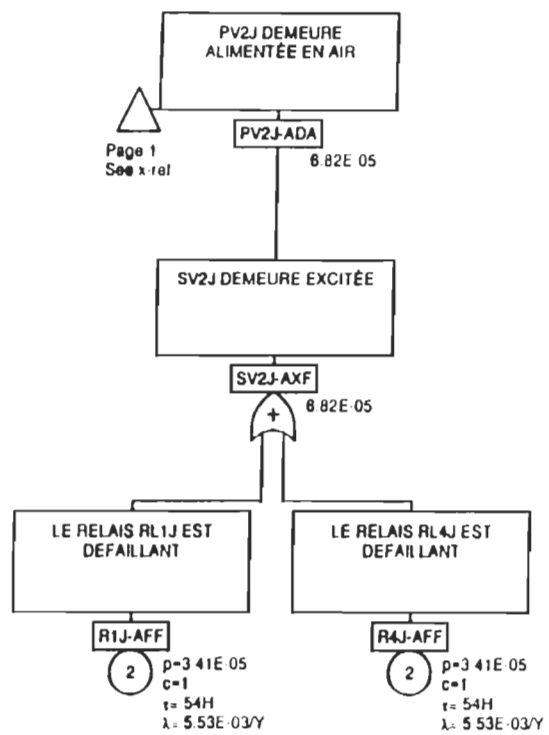 PV2J DEMEURE
ALIMENTÉE EN AIR
PV2J-ADA
Page 1
See x-ref
6.82E-05
SV2J DEMEURE EXCITÉE
SV2J-AXF
6.82E-05
+
LE RELAIS RL1J EST
DEFAILLANT
LE RELAIS RL4J EST
DEFAILLANT
R1J-AFF
R4J-AFF
2
ρ=3.41E-05
c=1
τ= 54H
λ = 5.53E-03/Y
2
ρ=3.41E-05
c=1
τ= 54H
λ = 5.53E-03/Y